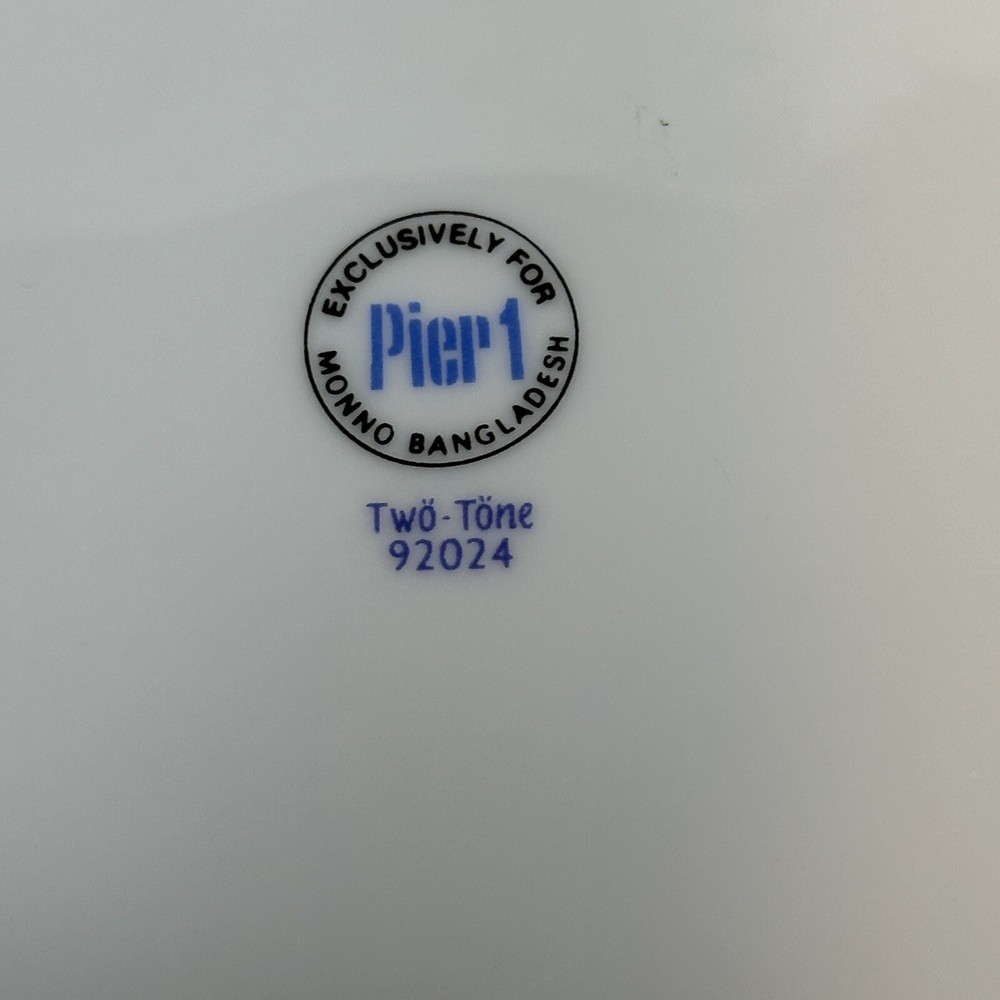 EXCLUSIVELY FOR
Pier 1
MONNO BANGLADESH
Twö-Töne
92024